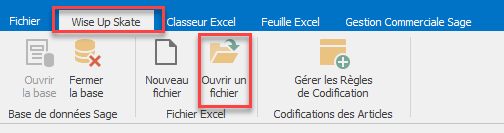 Fichier Wise Up Skate Classeur Excel Feuille Excel Gestion Commerciale Sage
Ouvrir
la base
Fermer
la base
Nouveau
fichier
Ouvrir un
fichier
Gérer les Règles
de Codification
Base de données Sage Fichier Excel Codifications des Articles